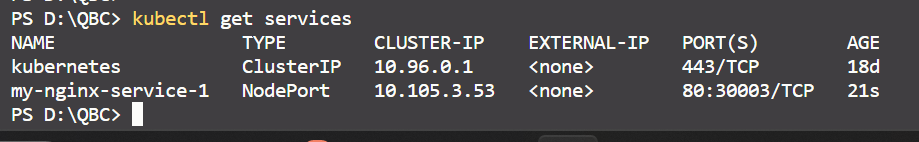 PS D:\QBC> kubectl get services
NAME TYPE CLUSTER-IP EXTERNAL-IP PORT(S) AGE
kubernetes ClusterIP 10.96.0.1 <none> 443/TCP 18d
my-nginx-service-1 NodePort 10.105.3.53 <none> 80:30003/TCP 21s
PS D:\QBC>